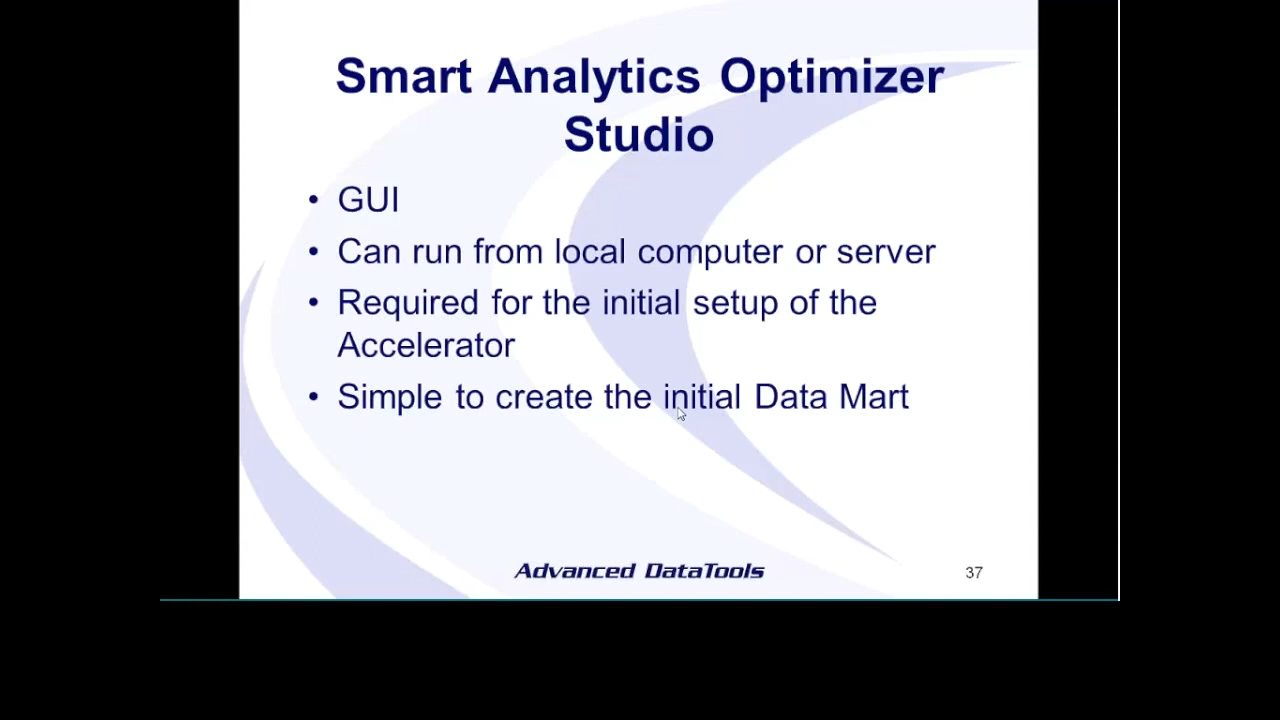 Smart Analytics Optimizer
Studio
• GUI
• Can run from local computer or server
• Required for the initial setup of the
Accelerator
• Simple to create the initial Data Mart
Advanced DataTools
37